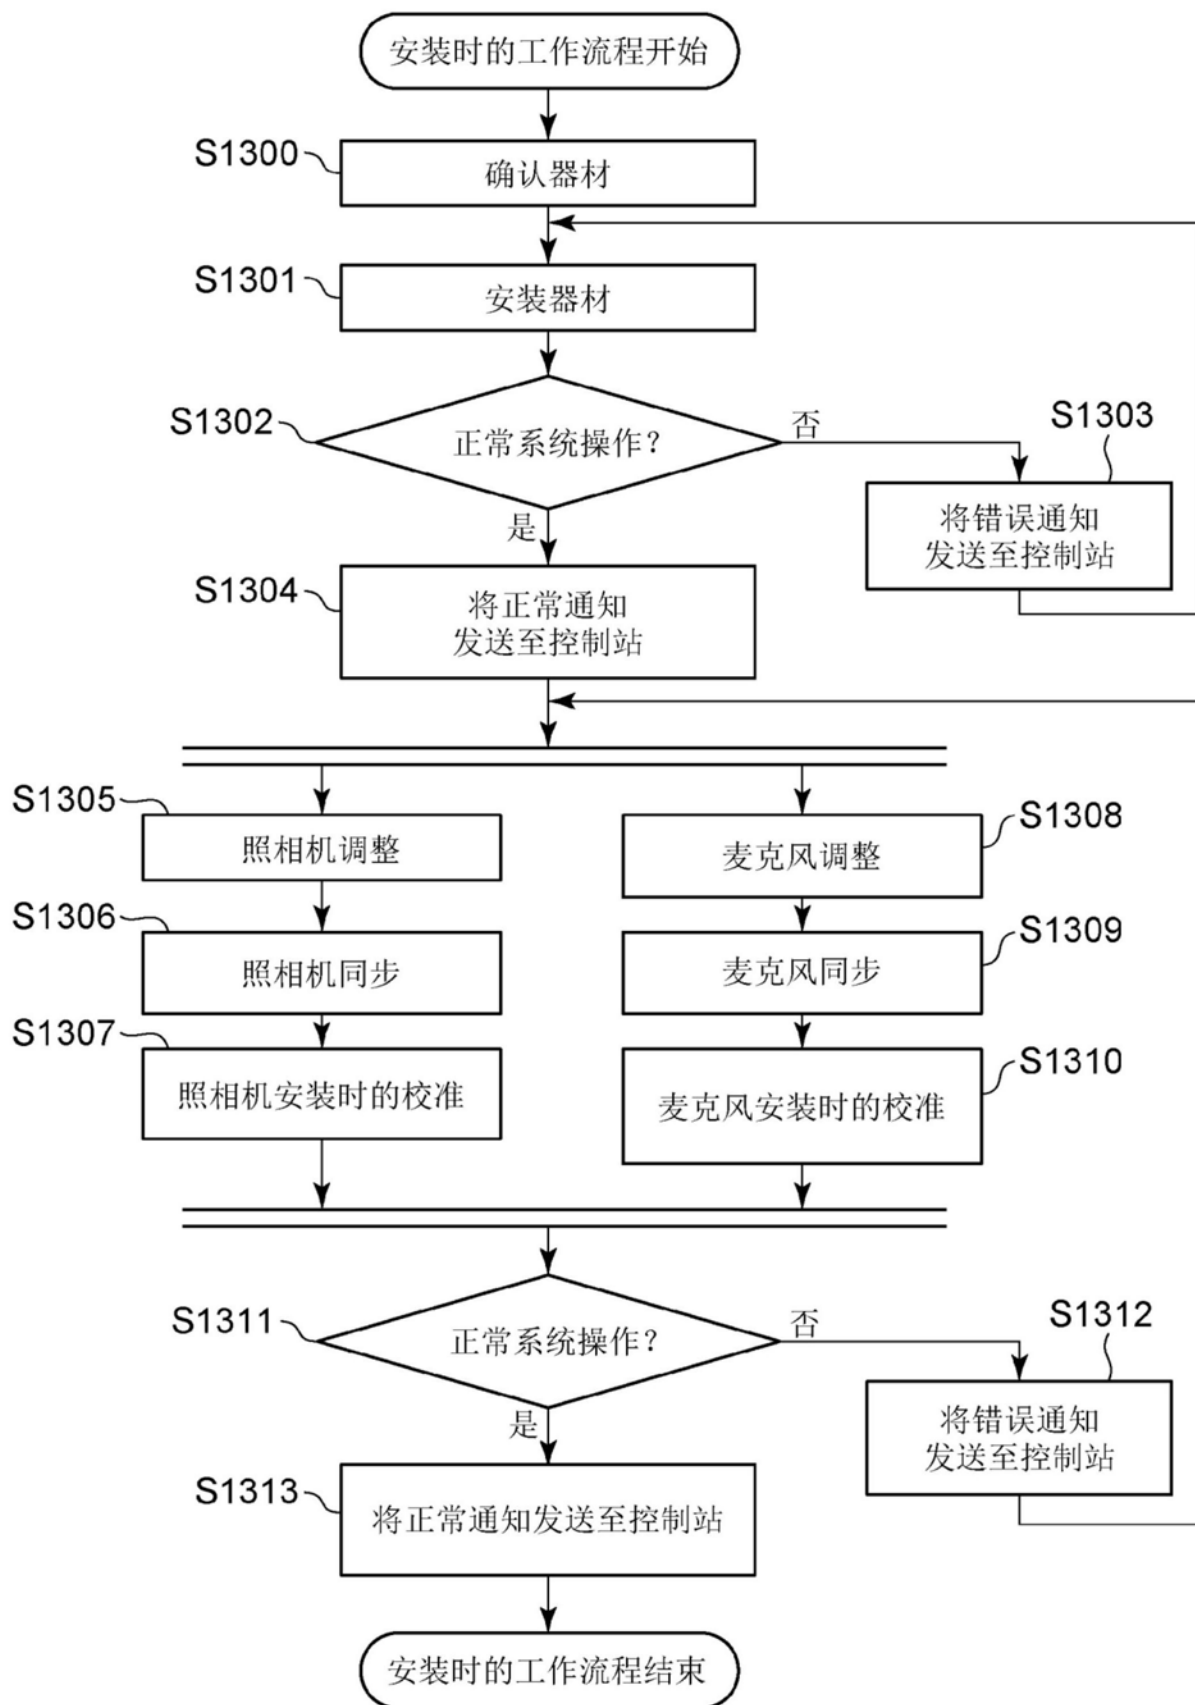 安装时的工作流程开始
S1300
确认器材
S1301
安装器材
S1302
正常系统操作？
否
S1303
将错误通知
发送至控制站
是
S1304
将正常通知
发送至控制站
S1305
照相机调整
S1308
麦克风调整
S1306
照相机同步
S1309
麦克风同步
S1307
照相机安装时的校准
S1310
麦克风安装时的校准
S1311
正常系统操作？
否
S1312
将错误通知
发送至控制站
是
S1313
将正常通知发送至控制站
安装时的工作流程结束